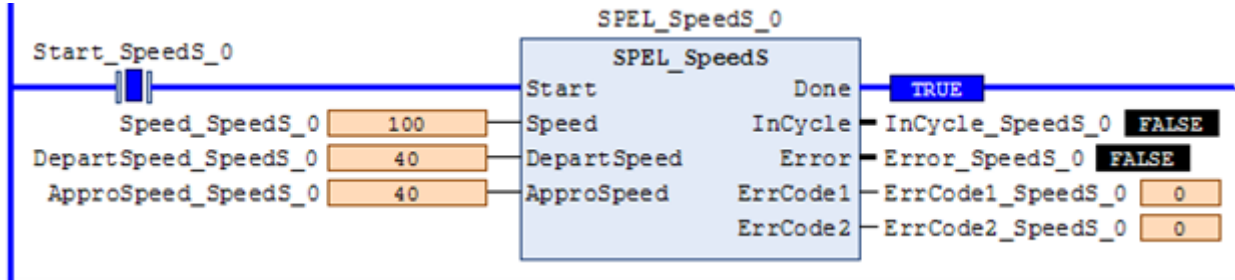 SPEL_SpeedS_0
Start_SpeedS_0
SPEL_SpeedS
Start Done TRUE
Speed_SpeedS_0 100 Speed InCycle InCycle_SpeedS_0 FALSE
DepartSpeed_SpeedS_0 40 DepartSpeed Error Error_SpeedS_0 FALSE
ApproSpeed_SpeedS_0 40 ApproSpeed ErrCode1 ErrCode1_SpeedS_0 0
ErrCode2 ErrCode2_SpeedS_0 0